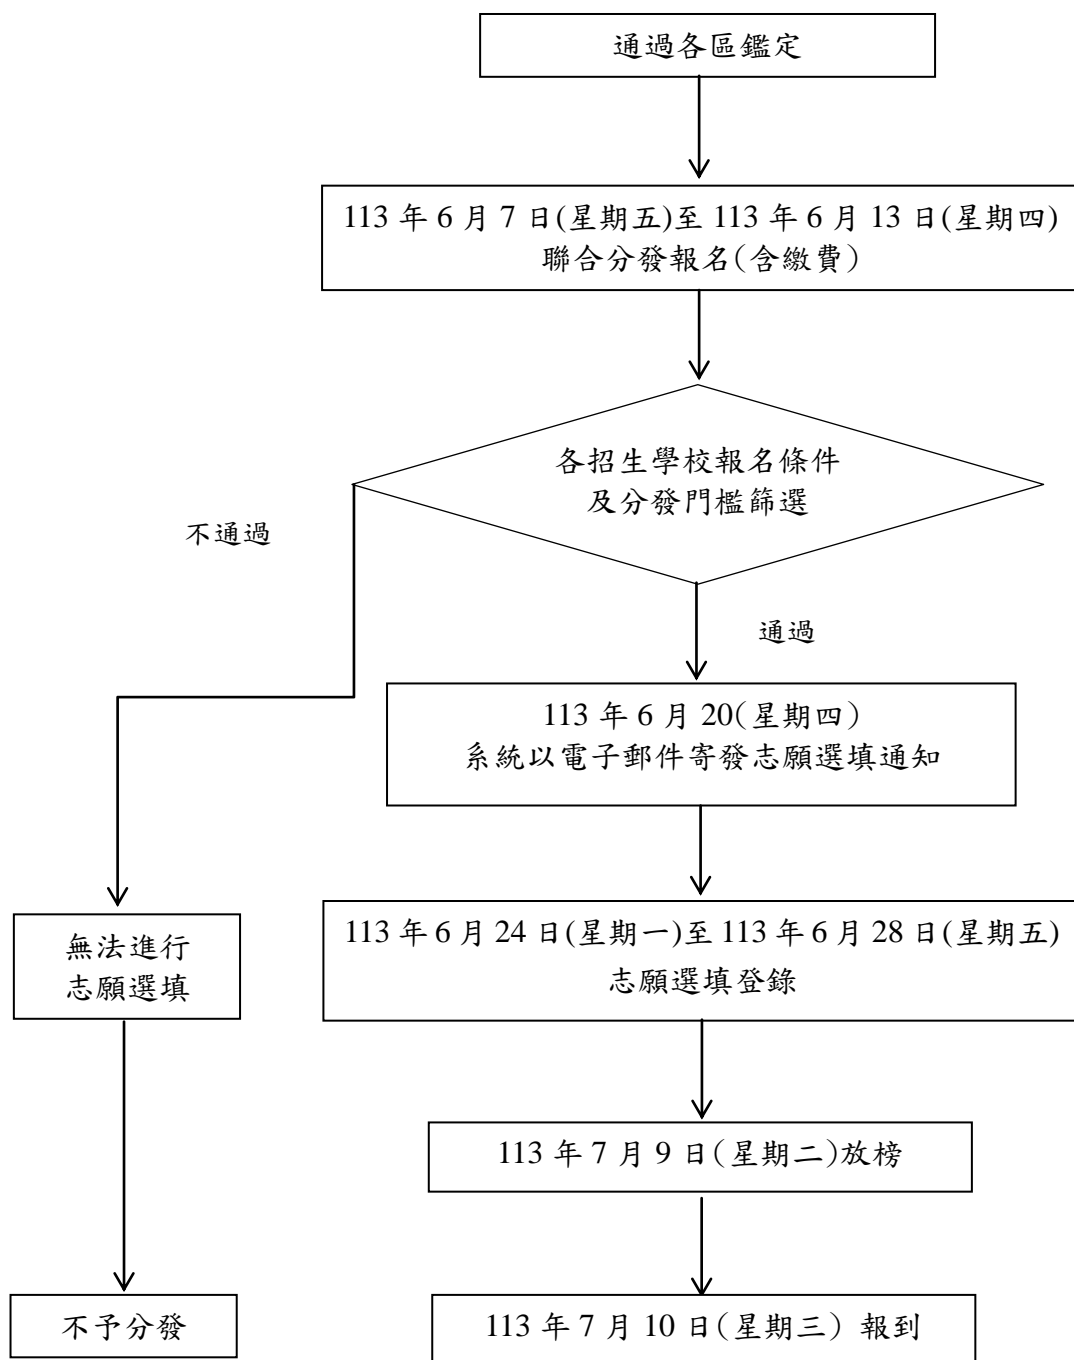 通過各區鑑定
113 年 6 月 7 日(星期五)至 113 年 6 月 13 日(星期四)
聯合分發報名(含繳費)
各招生學校報名條件
及分發門檻篩選
不通過
通過
113 年 6 月 20(星期四)
系統以電子郵件寄發志願選填通知
無法進行
志願選填
113 年 6 月 24 日(星期一)至 113 年 6 月 28 日(星期五)
志願選填登錄
113 年 7 月 9 日(星期二)放榜
不予分發
113 年 7 月 10 日(星期三) 報到